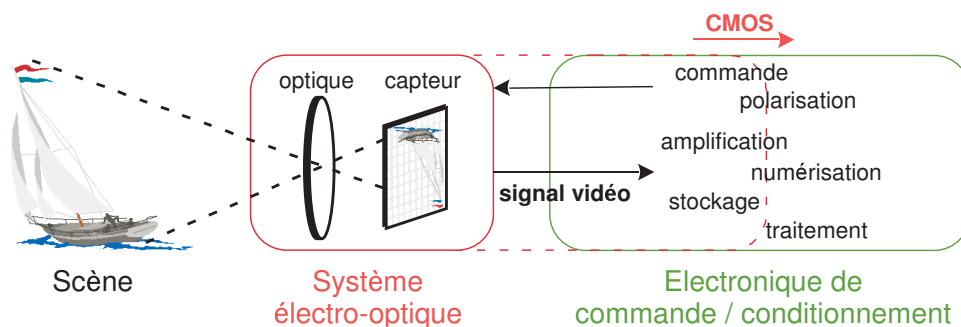 CMOS
optique
capteur
commande
polarisation
amplification
numérisation
signal vidéo
stockage
traitement
Scène
Système
électro-optique
Electronique de
commande / conditionnement